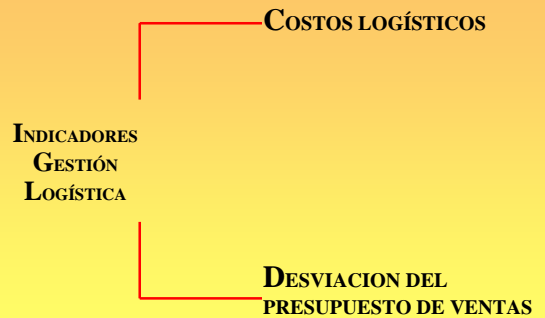 COSTOS LOGÍSTICOS
INDICADORES
GESTIÓN
LOGÍSTICA
DESVIACION DEL
PRESUPUESTO DE VENTAS